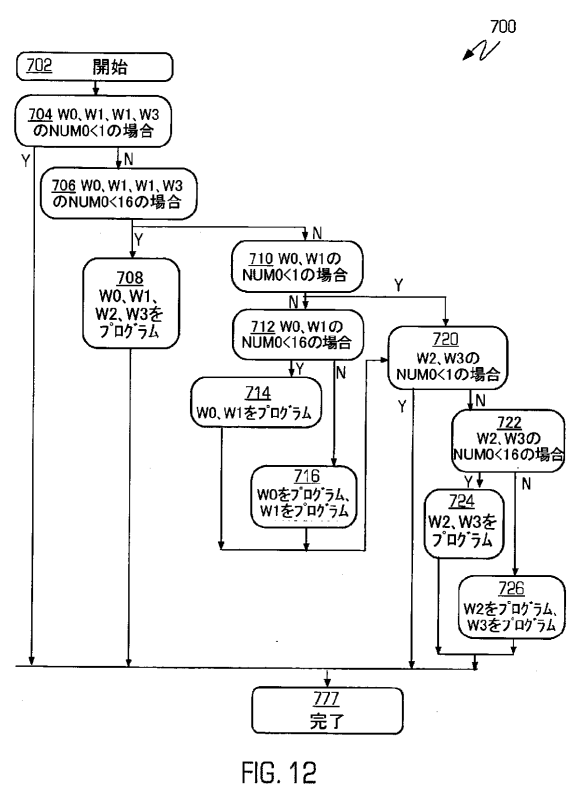 700
702 開始
704 W0、W1、W1、W3
のNUM0<1の場合
Y
N
706 W0、W1、W1、W3
のNUM0<16の場合
Y
N
708
W0、W1、
W2、W3を
プログラム
710 W0、W1の
NUM0<1の場合
N
Y
712 W0、W1の
NUM0<16の場合
Y
N
714
W0、W1をプログラム
716
W0をプログラム、
W1をプログラム
720
W2、W3の
NUM0<1の場合
Y
N
722
W2、W3の
NUM0<16の場合
Y
N
724
W2、W3を
プログラム
726
W2をプログラム、
W3をプログラム
777
完了
FIG. 12